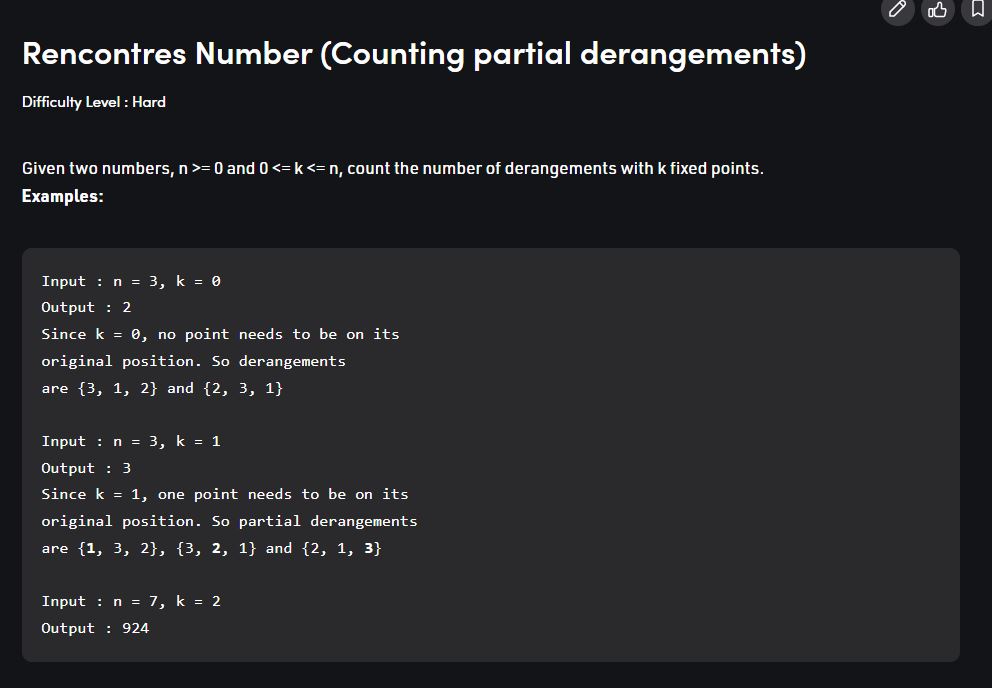 Rencontres Number (Counting partial derangements)
Difficulty Level : Hard
Given two numbers, n >= 0 and 0 <= k <= n, count the number of derangements with k fixed points.
Examples:
Input : n = 3, k = 0
Output : 2
Since k = 0, no point needs to be on its
original position. So derangements
are {3, 1, 2} and {2, 3, 1}
Input : n = 3, k = 1
Output : 3
Since k = 1, one point needs to be on its
original position. So partial derangements
are {1, 3, 2}, {3, 2, 1} and {2, 1, 3}
Input : n = 7, k = 2
Output : 924